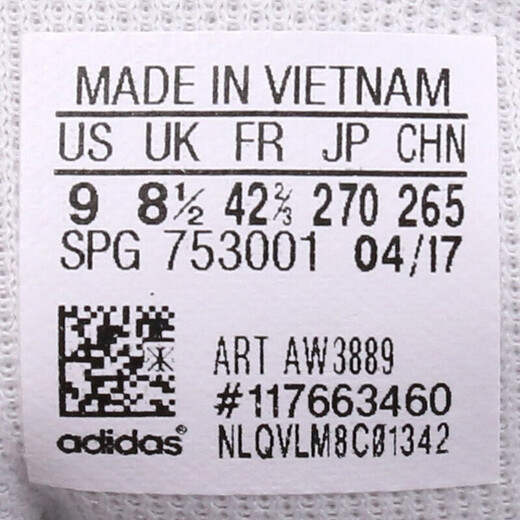 MADE IN VIETNAM
US UK FR JP CHN
9 8½ 42⅔ 270 265
SPG 753001 04/17
ART AW3889
#117663460
adidas® NLQVLM8C01342